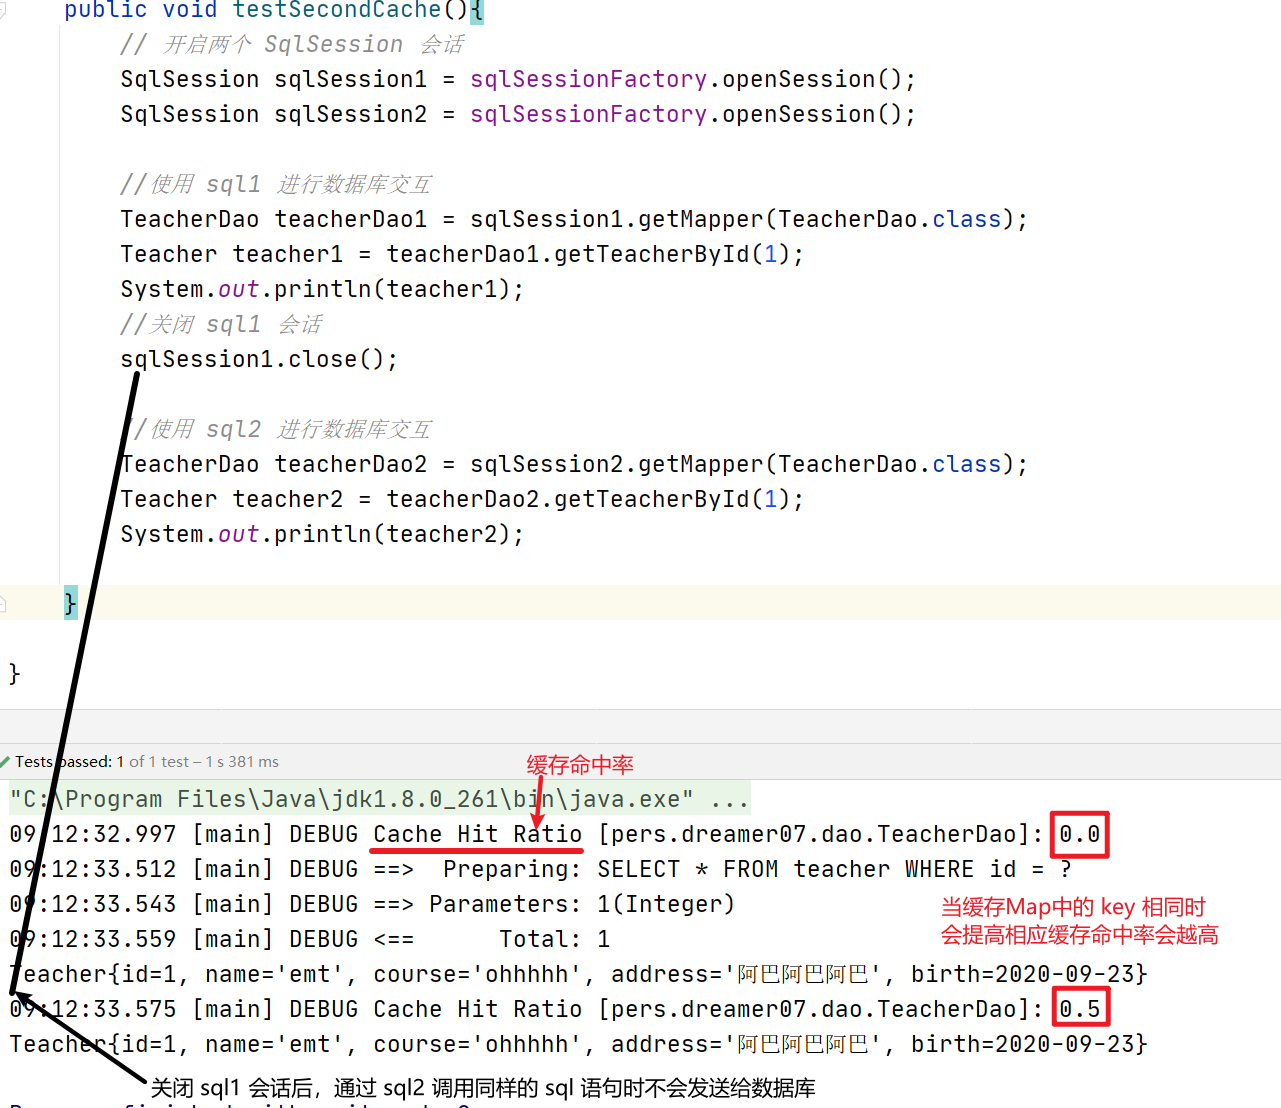 public void testSecondCache(){
// 开启两个 SqlSession 会话
SqlSession sqlSession1 = sqlSessionFactory.openSession();
SqlSession sqlSession2 = sqlSessionFactory.openSession();
//使用 sql1 进行数据库交互
TeacherDao teacherDao1 = sqlSession1.getMapper(TeacherDao.class);
Teacher teacher1 = teacherDao1.getTeacherById(1);
System.out.println(teacher1);
//关闭 sql1 会话
sqlSession1.close();
//使用 sql2 进行数据库交互
TeacherDao teacherDao2 = sqlSession2.getMapper(TeacherDao.class);
Teacher teacher2 = teacherDao2.getTeacherById(1);
System.out.println(teacher2);
}
}
Tests passed: 1 of 1 test – 1 s 381 ms
缓存命中率
"C:\Program Files\Java\jdk1.8.0_261\bin\java.exe" ...
09:12:32.997 [main] DEBUG Cache Hit Ratio [pers.dreamer07.dao.TeacherDao]: 0.0
09:12:33.512 [main] DEBUG ==>  Preparing: SELECT * FROM teacher WHERE id = ?
09:12:33.543 [main] DEBUG ==> Parameters: 1(Integer)
当缓存Map中的 key 相同时
会提高相应缓存命中率会越高
09:12:33.559 [main] DEBUG <==      Total: 1
Teacher{id=1, name='emt', course='ohhhhh', address='阿巴阿巴阿巴', birth=2020-09-23}
09:12:33.575 [main] DEBUG Cache Hit Ratio [pers.dreamer07.dao.TeacherDao]: 0.5
Teacher{id=1, name='emt', course='ohhhhh', address='阿巴阿巴阿巴', birth=2020-09-23}
关闭 sql1 会话后，通过 sql2 调用同样的 sql 语句时不会发送给数据库